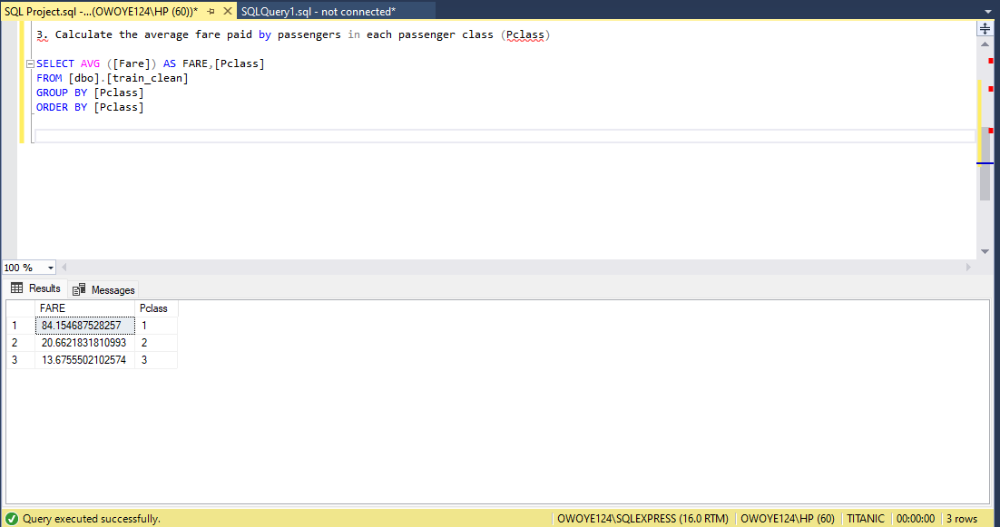 SQL Project.sql -...(OWOYE124\HP (60))* SQLQuery1.sql - not connected*
3. Calculate the average fare paid by passengers in each passenger class (Pclass)
SELECT AVG ([Fare]) AS FARE,[Pclass]
FROM [dbo].[train_clean]
GROUP BY [Pclass]
ORDER BY [Pclass]
100 %
Results Messages
FARE Pclass
1 84.154687528257 1
2 20.6621831810993 2
3 13.6755502102574 3
Query executed successfully. OWOYE124\SQLEXPRESS (16.0 RTM) OWOYE124\HP (60) TITANIC 00:00:00 3 rows